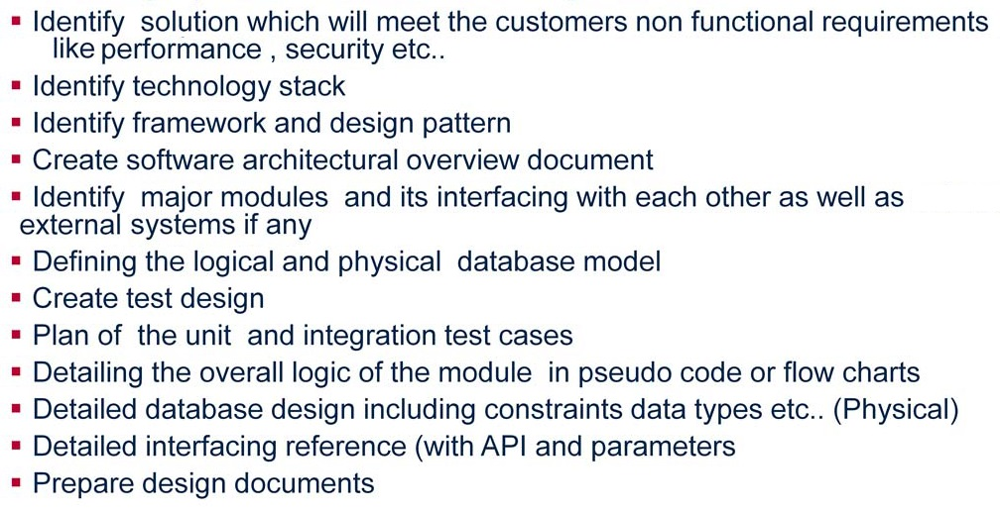 ▪ Identify solution which will meet the customers non functional requirements
like performance , security etc..
▪ Identify technology stack
▪ Identify framework and design pattern
▪ Create software architectural overview document
▪ Identify major modules and its interfacing with each other as well as
external systems if any
▪ Defining the logical and physical database model
▪ Create test design
▪ Plan of the unit and integration test cases
▪ Detailing the overall logic of the module in pseudo code or flow charts
▪ Detailed database design including constraints data types etc.. (Physical)
▪ Detailed interfacing reference (with API and parameters
▪ Prepare design documents